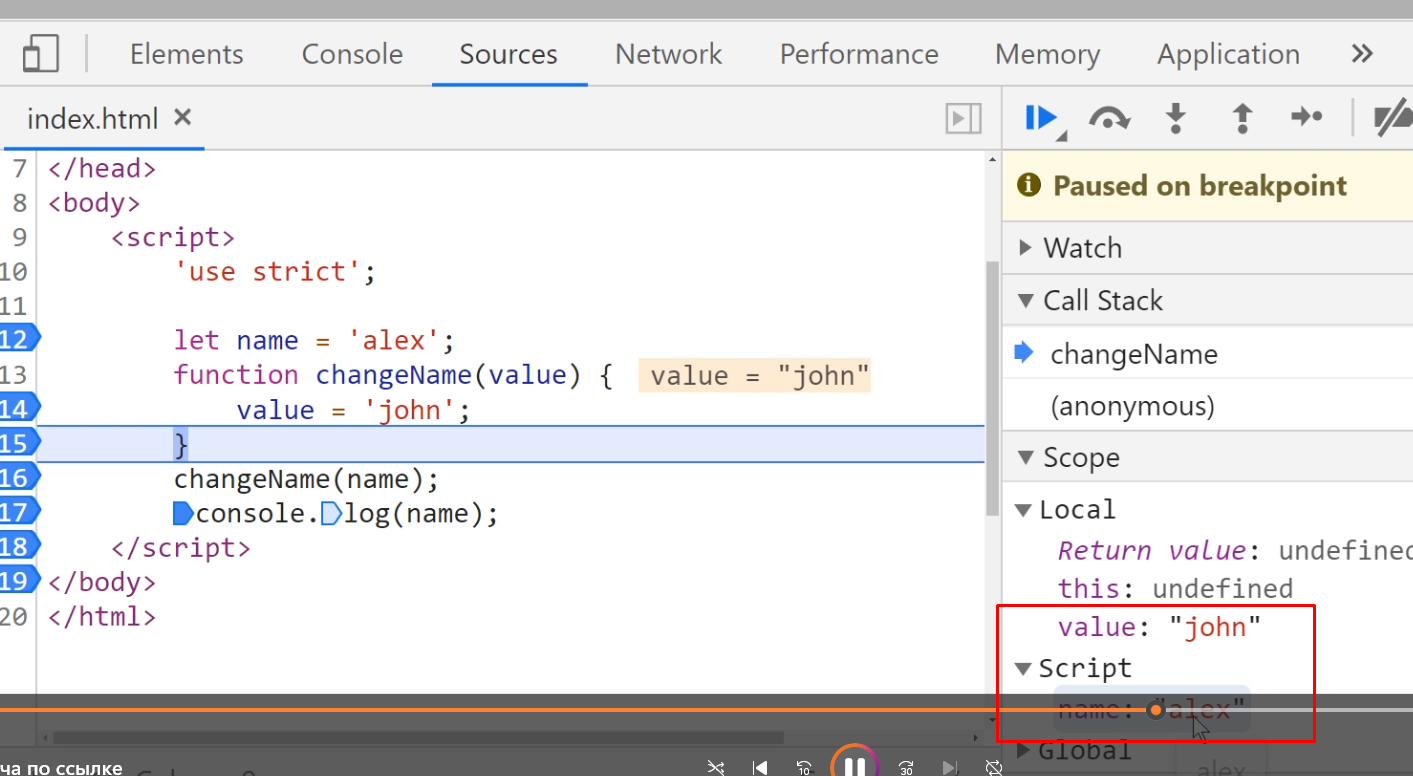 Elements Console Sources Network Performance Memory Application »
index.html ×
7 </head>
8 <body>
9 <script>
10 'use strict';
11
12 let name = 'alex';
13 function changeName(value) { value = "john"
14 value = 'john';
15 }
16 changeName(name);
17 console.log(name);
18 </script>
19 </body>
20 </html>
Paused on breakpoint
Watch
Call Stack
changeName
(anonymous)
Scope
Local
Return value: undefined
this: undefined
value: "john"
Script
name: "alex"
Global
alex
ча по ссылке
10
30